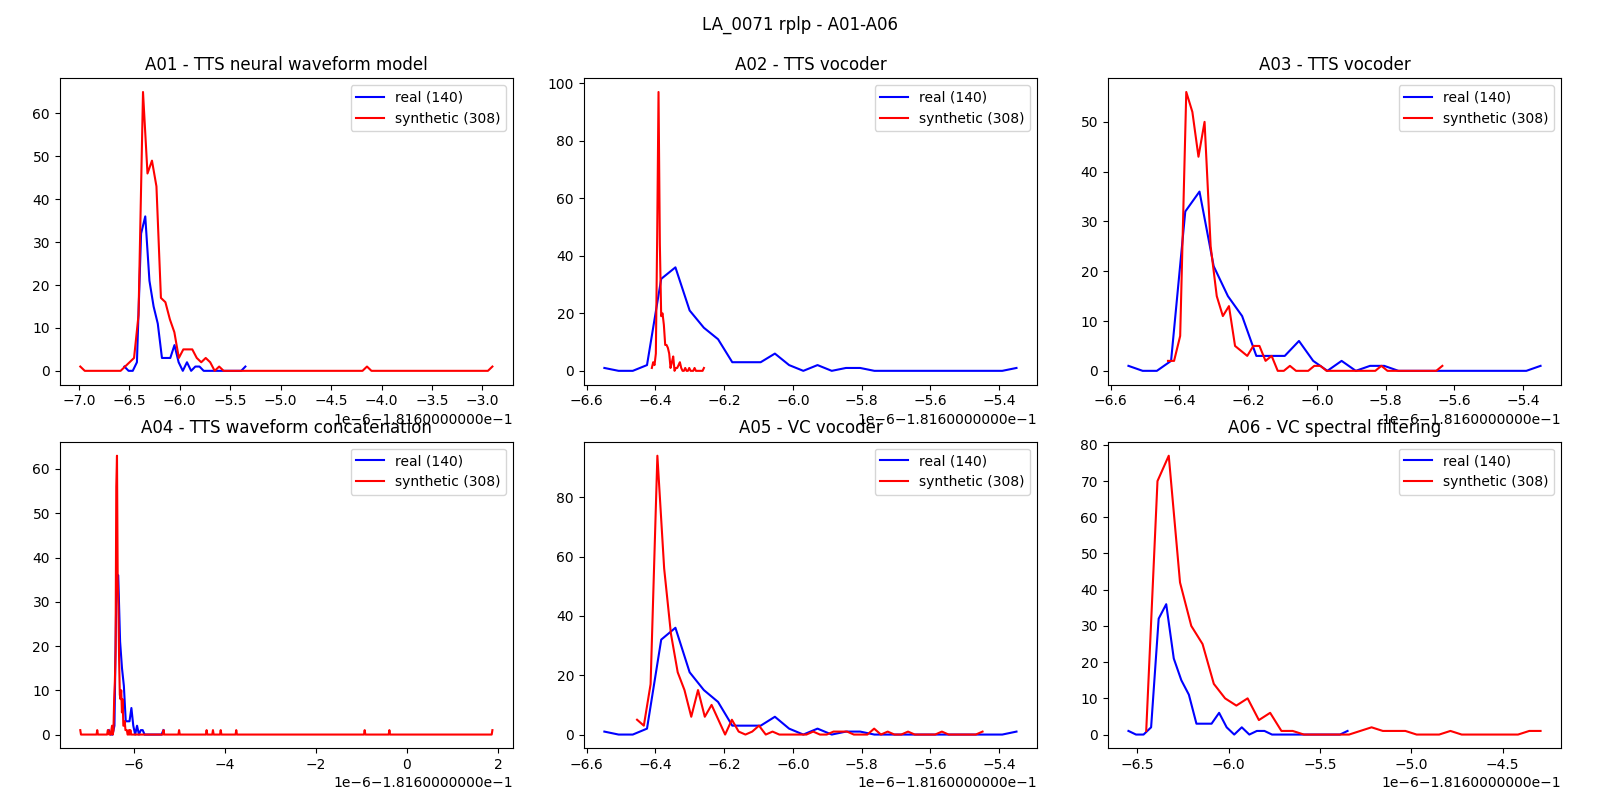 LA_0071 rplp - A01-A06
A01 - TTS neural waveform model
A02 - TTS vocoder
A03 - TTS vocoder
real (140)
synthetic (308)
real (140)
synthetic (308)
real (140)
synthetic (308)
60
50
40
30
20
10
0
100
80
60
40
20
0
50
40
30
20
10
0
−7.0 −6.5 −6.0 −5.5 −5.0 −4.5 −4.0 −3.5 −3.0
1e−6−1.8160000000e−1
−6.6 −6.4 −6.2 −6.0 −5.8 −5.6 −5.4
1e−6−1.8160000000e−1
−6.6 −6.4 −6.2 −6.0 −5.8 −5.6 −5.4
1e−6−1.8160000000e−1
A04 - TTS waveform concatenation
A05 - VC vocoder
A06 - VC spectral filtering
real (140)
synthetic (308)
real (140)
synthetic (308)
real (140)
synthetic (308)
60
50
40
30
20
10
0
80
60
40
20
0
80
70
60
50
40
30
20
10
0
−6 −4 −2 0 2
1e−6−1.8160000000e−1
−6.6 −6.4 −6.2 −6.0 −5.8 −5.6 −5.4
1e−6−1.8160000000e−1
−6.5 −6.0 −5.5 −5.0 −4.5
1e−6−1.8160000000e−1